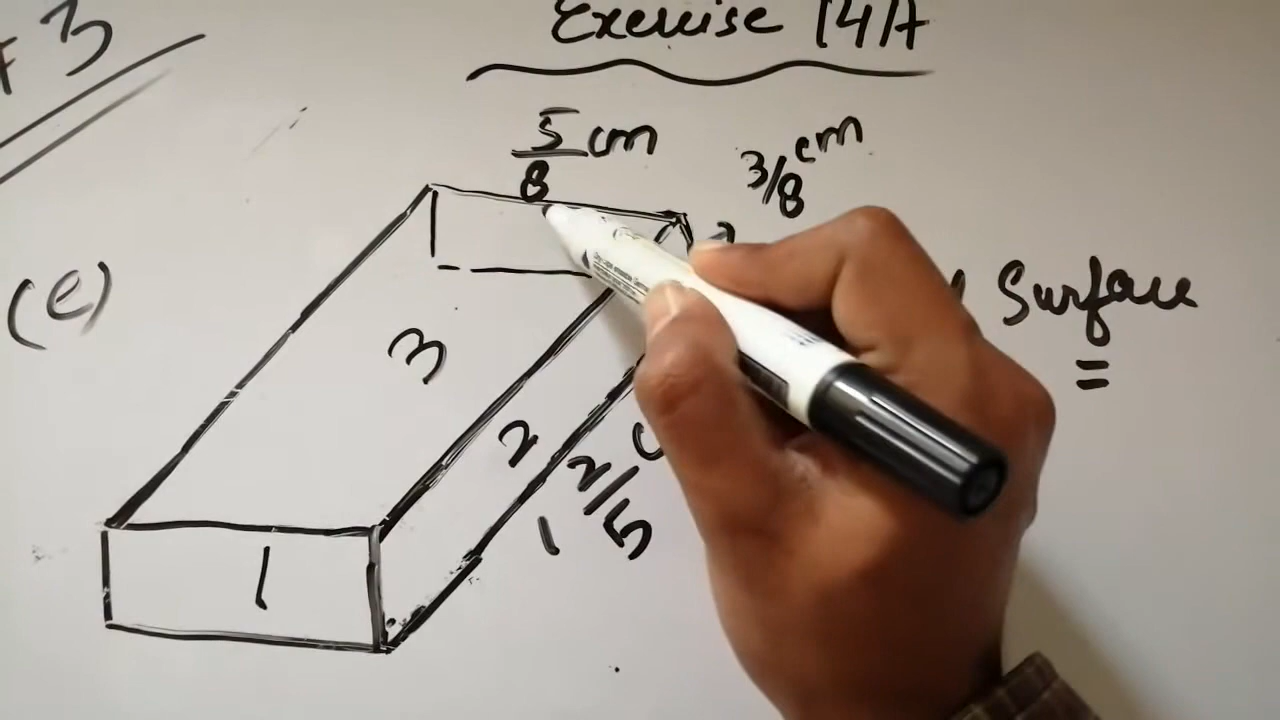 # 3
Exercise 14A
5/8 cm
3/8 cm
(e)
Surface
=
3
2
1 2/5
1